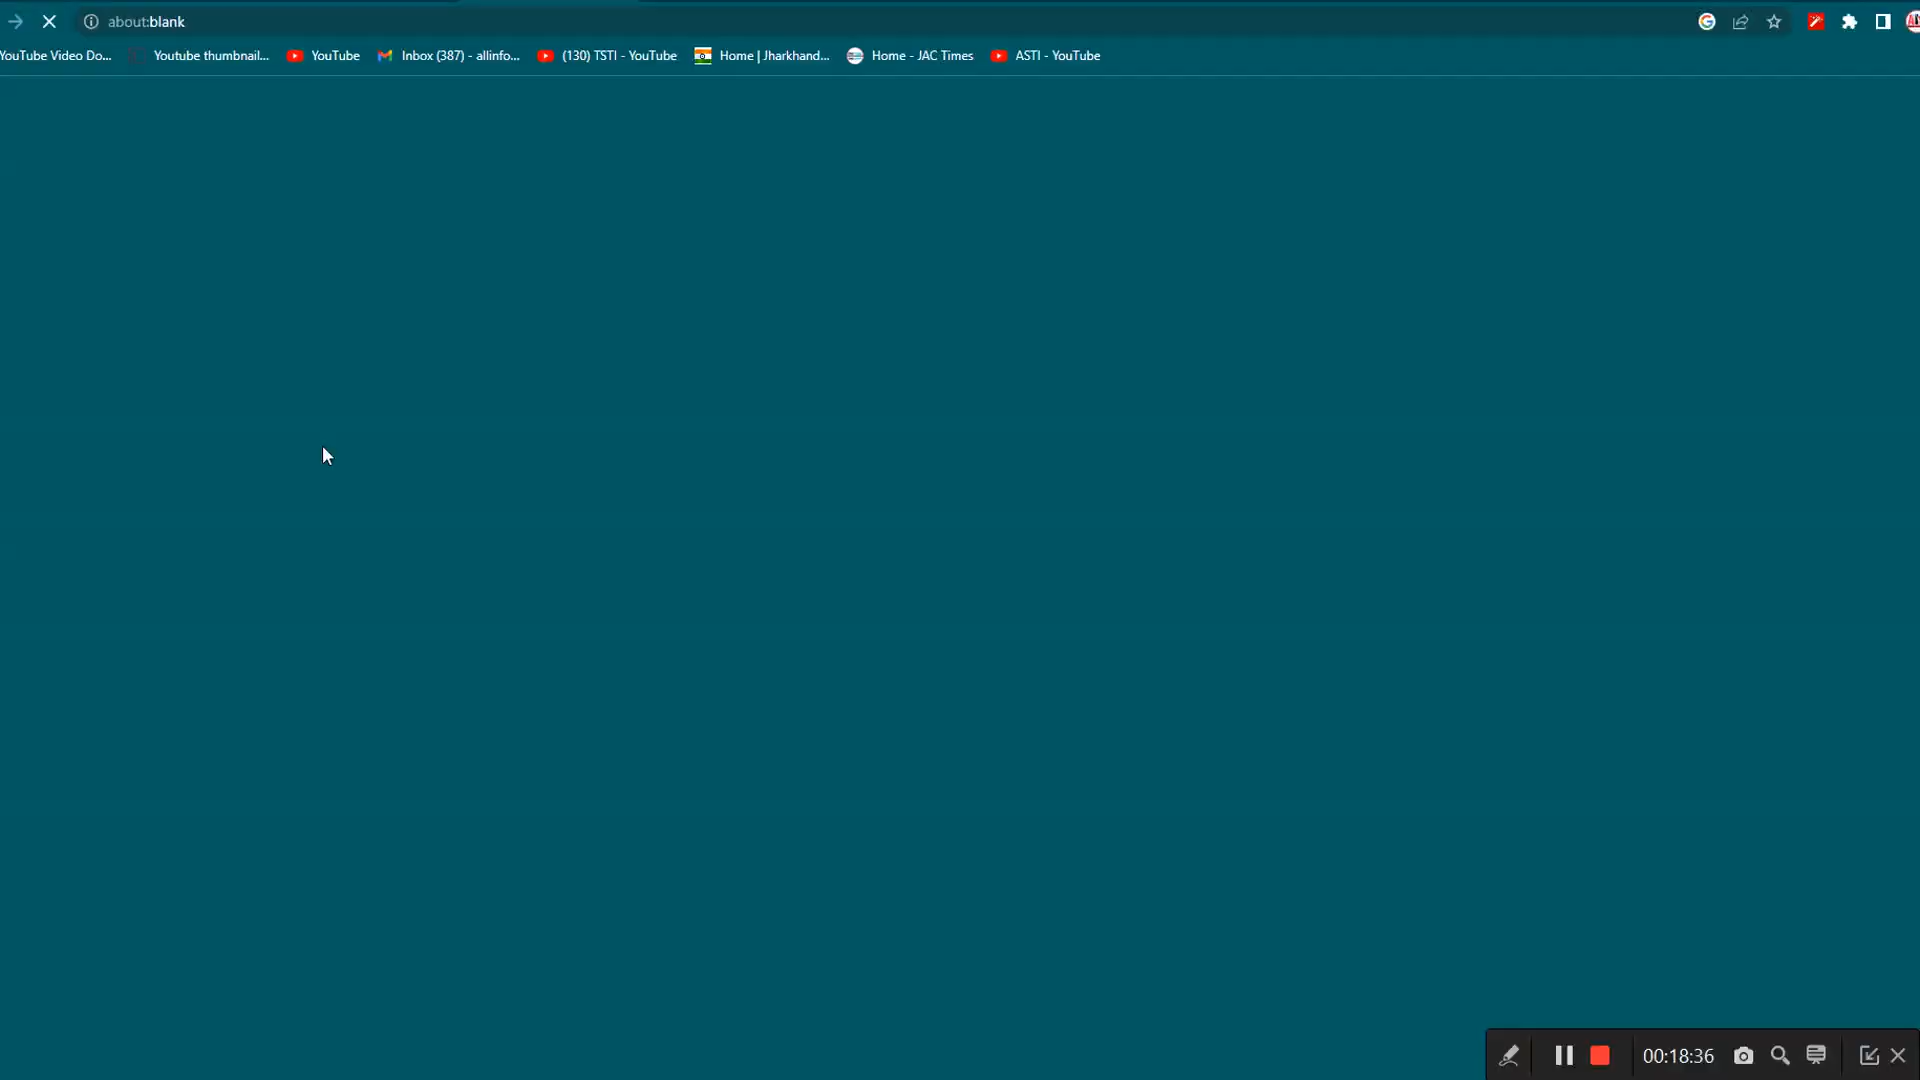 about:blank
YouTube Video Do... Youtube thumbnail... YouTube Inbox (387) - allinfo... (130) TSTI - YouTube Home | Jharkhand... Home - JAC Times ASTI - YouTube
00:18:36